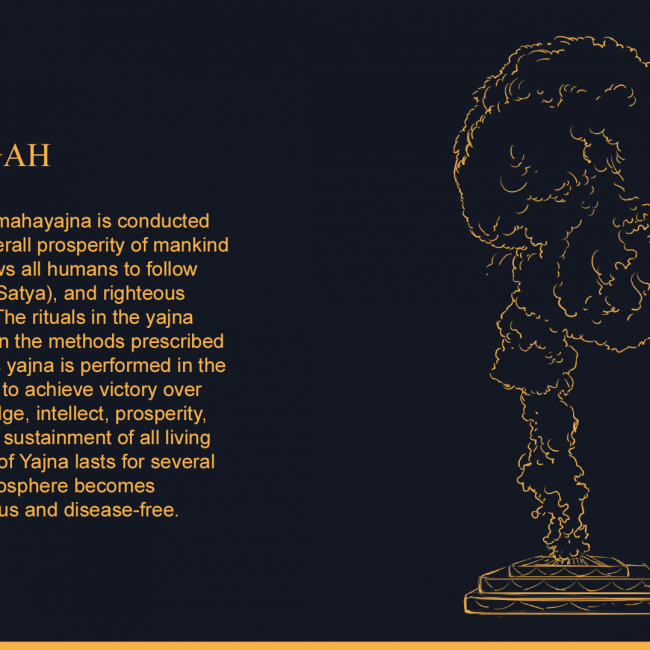 GAH
mahayajna is conducted
erall prosperity of mankind
ws all humans to follow
Satya), and righteous
The rituals in the yajna
n the methods prescribed
yajna is performed in the
to achieve victory over
dge, intellect, prosperity,
sustainment of all living
of Yajna lasts for several
osphere becomes
us and disease-free.